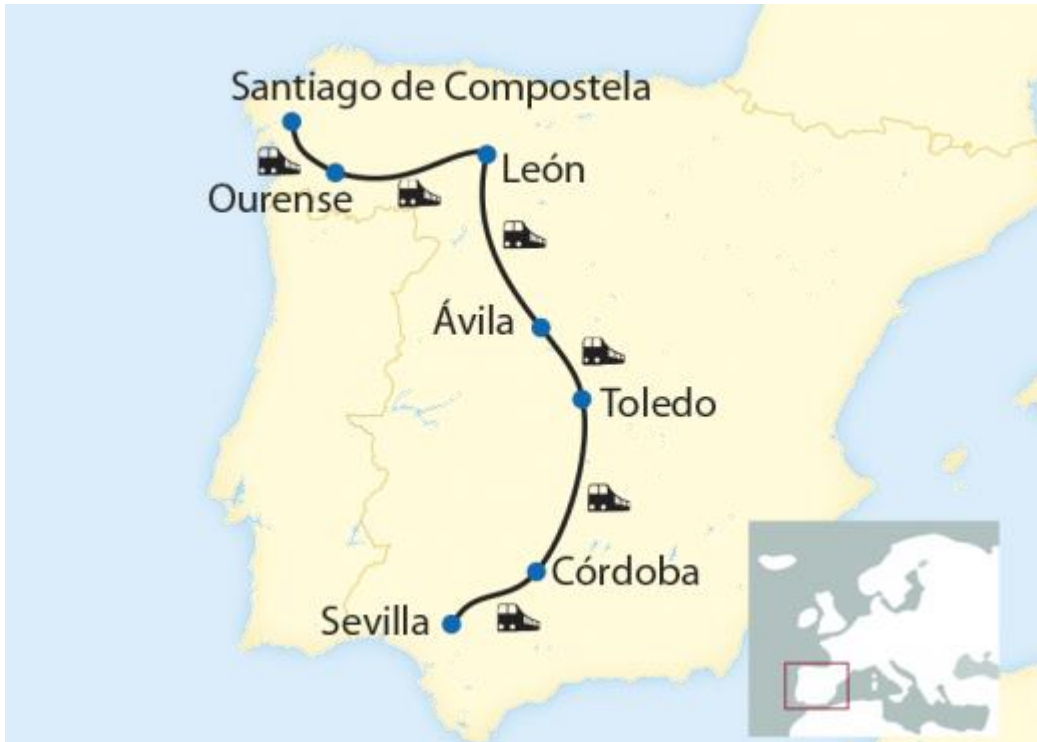 Santiago de Compostela
León
Ourense
Ávila
Toledo
Córdoba
Sevilla